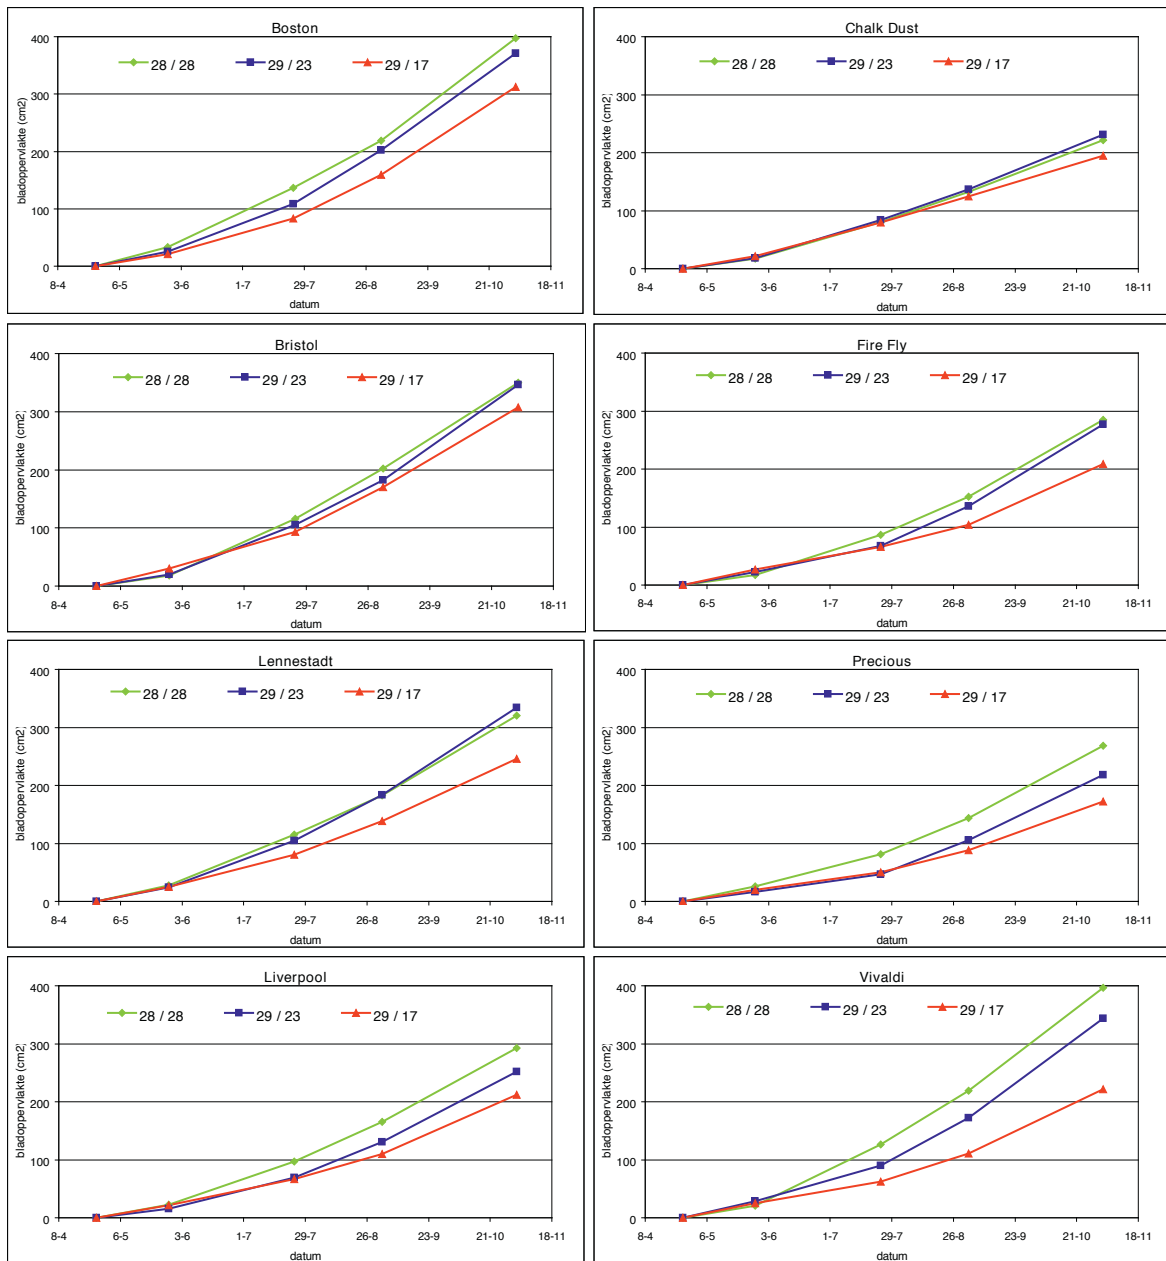 Boston
28 / 28 29 / 23 29 / 17
bladoppervlakte (cm2)
400
300
200
100
0
8-4 6-5 3-6 1-7 29-7 26-8 23-9 21-10 18-11
datum
Chalk Dust
28 / 28 29 / 23 29 / 17
bladoppervlakte (cm2)
400
300
200
100
0
8-4 6-5 3-6 1-7 29-7 26-8 23-9 21-10 18-11
datum
Bristol
28 / 28 29 / 23 29 / 17
bladoppervlakte (cm2)
400
300
200
100
0
8-4 6-5 3-6 1-7 29-7 26-8 23-9 21-10 18-11
datum
Fire Fly
28 / 28 29 / 23 29 / 17
bladoppervlakte (cm2)
400
300
200
100
0
8-4 6-5 3-6 1-7 29-7 26-8 23-9 21-10 18-11
datum
Lennestadt
28 / 28 29 / 23 29 / 17
bladoppervlakte (cm2)
400
300
200
100
0
8-4 6-5 3-6 1-7 29-7 26-8 23-9 21-10 18-11
datum
Precious
28 / 28 29 / 23 29 / 17
bladoppervlakte (cm2)
400
300
200
100
0
8-4 6-5 3-6 1-7 29-7 26-8 23-9 21-10 18-11
datum
Liverpool
28 / 28 29 / 23 29 / 17
bladoppervlakte (cm2)
400
300
200
100
0
8-4 6-5 3-6 1-7 29-7 26-8 23-9 21-10 18-11
datum
Vivaldi
28 / 28 29 / 23 29 / 17
bladoppervlakte (cm2)
400
300
200
100
0
8-4 6-5 3-6 1-7 29-7 26-8 23-9 21-10 18-11
datum